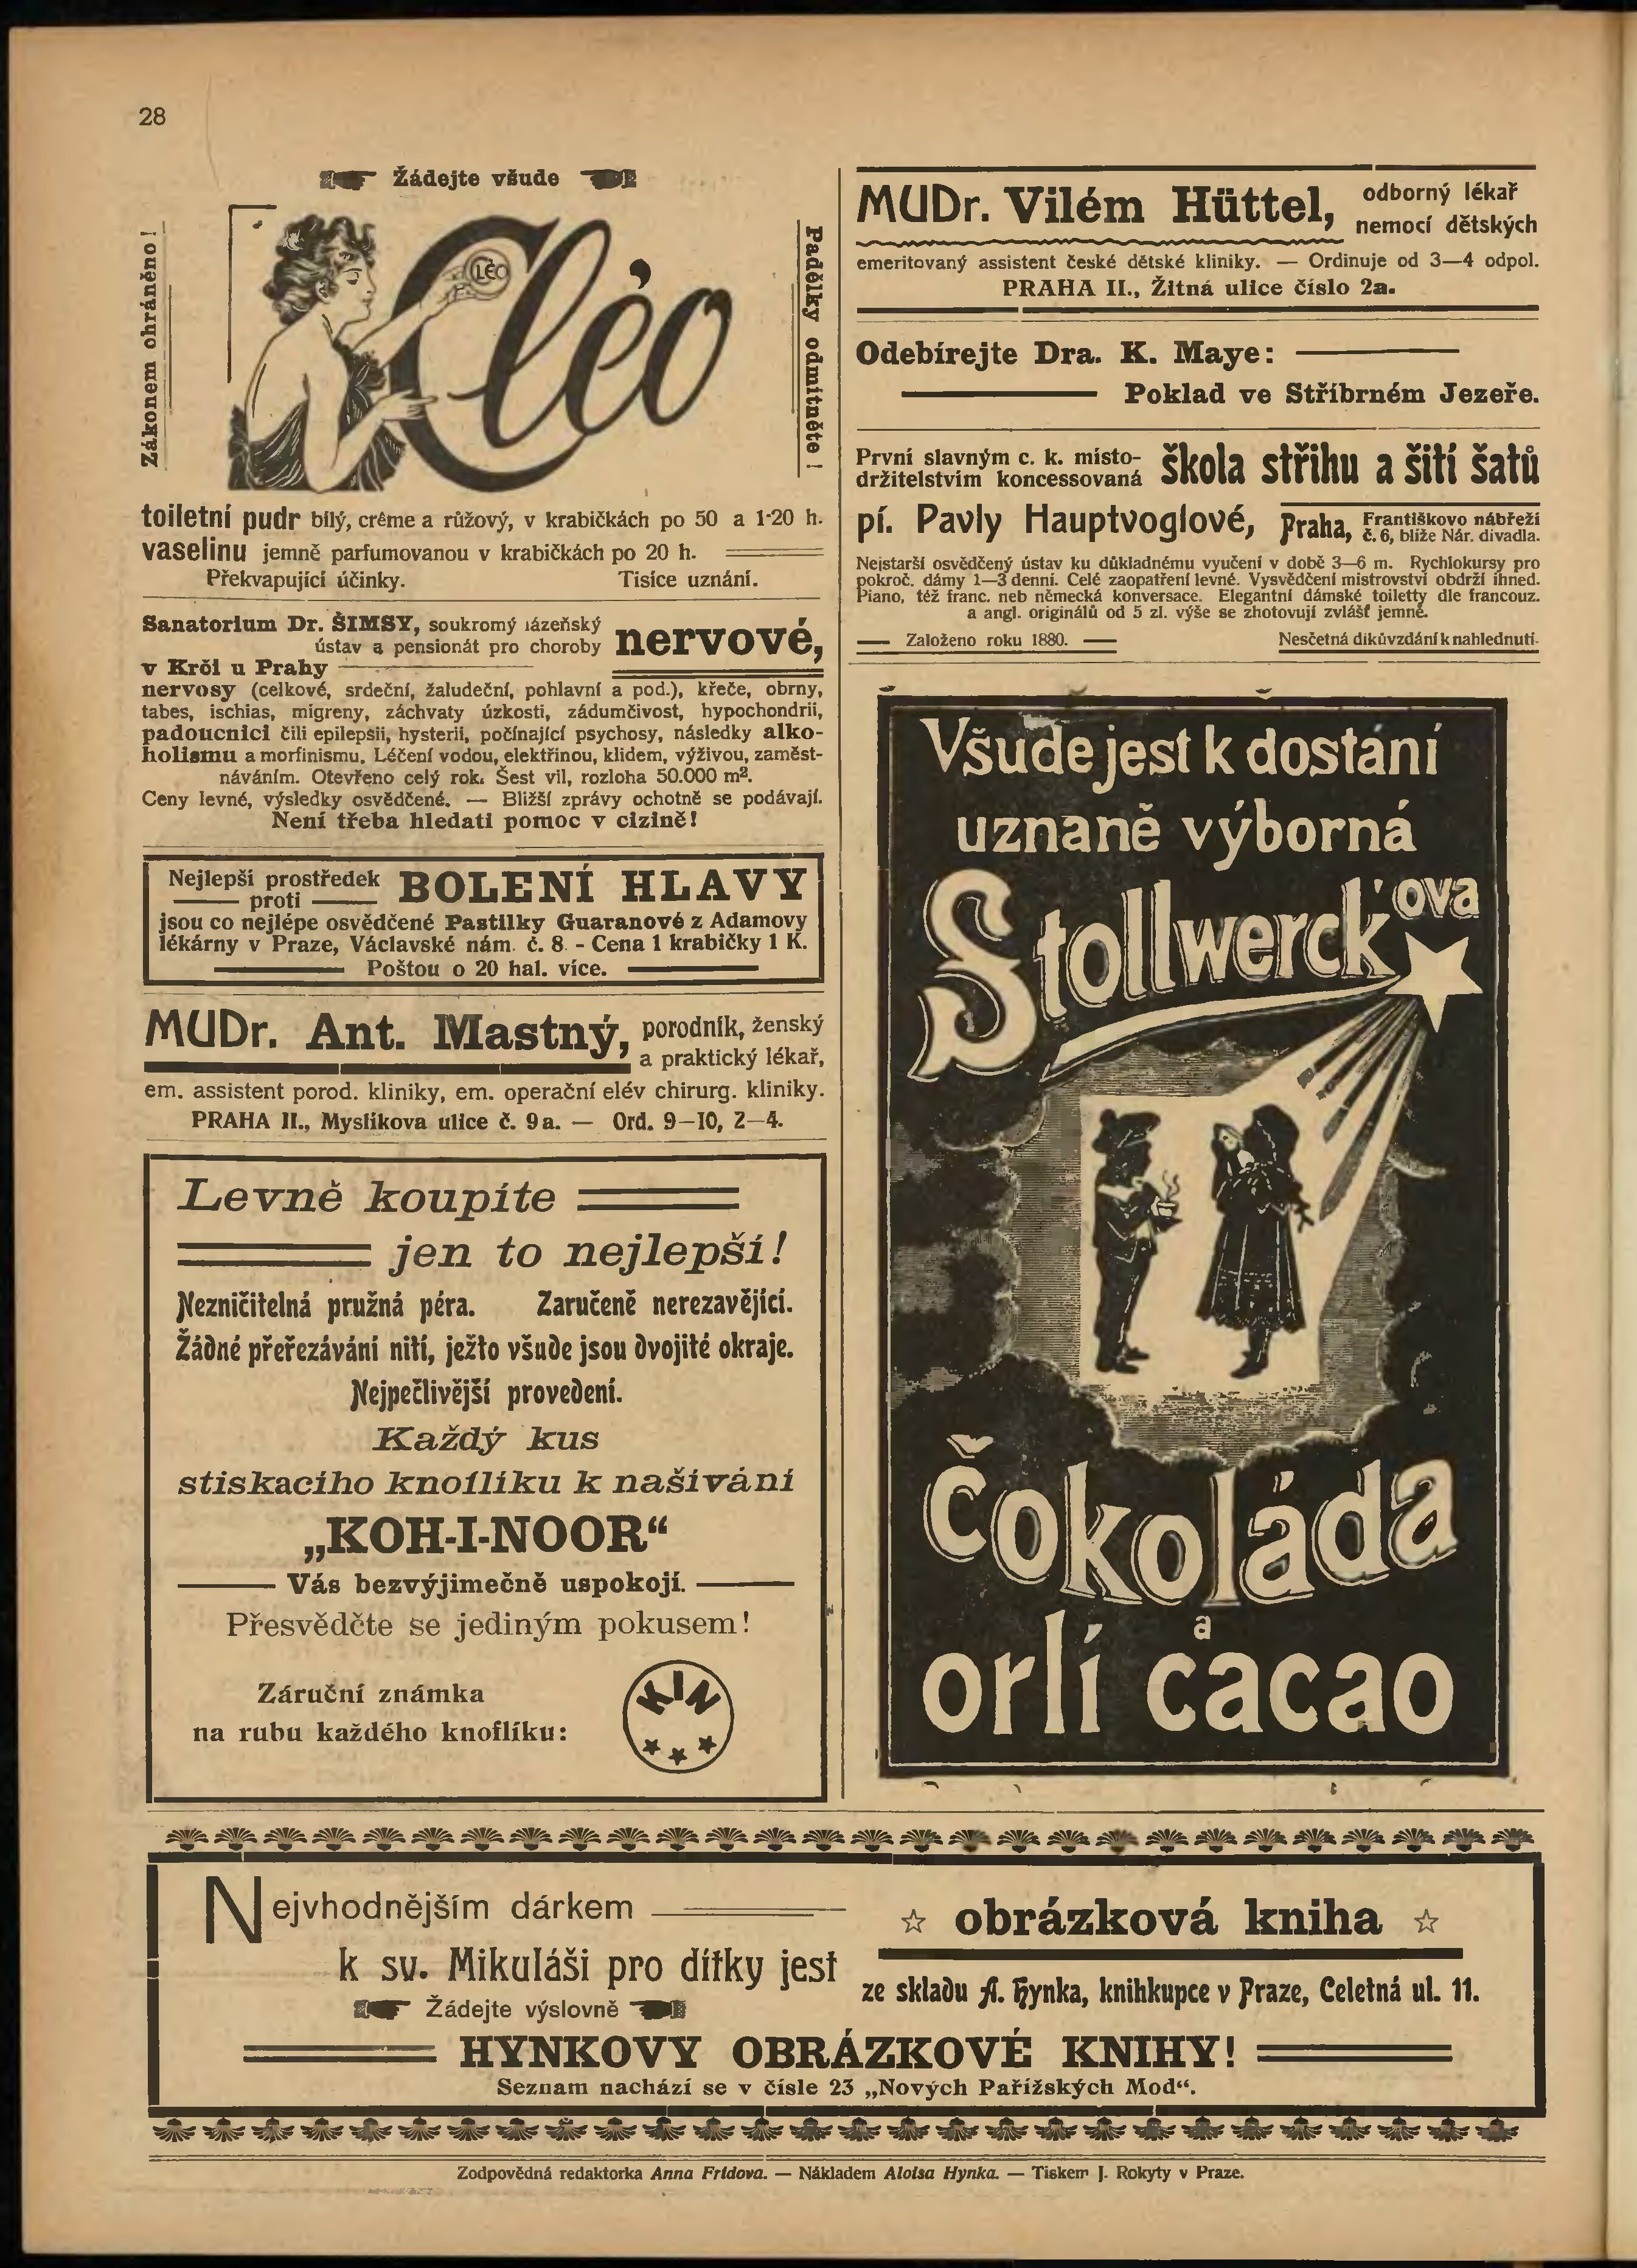 28
Žádejte všude
Zákonem ohráněno!
CLÉO
Cléo
Padělky odmitněte!
toiletní pudr bílý, crême a růžový, v krabičkách po 50 a 1·20 h.
vaselinu jemně parfumovanou v krabičkách po 20 h.
Překvapující účinky. Tisíce uznání.
Sanatorium Dr. ŠIMSY, soukromý lázeňský
ústav a pensionát pro choroby nervové,
v Krči u Prahy
nervosy (celkové, srdeční, žaludeční, pohlavní a pod.), křeče, obrny,
tabes, ischias, migreny, záchvaty úzkosti, zádumčivost, hypochondrii,
padoucnici čili epilepsii, hysterii, počínající psychosy, následky alko-
holismu a morfinismu. Léčení vodou, elektřinou, klidem, výživou, zaměst-
náváním. Otevřeno celý rok. Šest vil, rozloha 50.000 m².
Ceny levné, výsledky osvědčené. — Bližší zprávy ochotně se podávají.
Není třeba hledati pomoc v cizině!
Nejlepší prostředek
proti BOLENÍ HLAVY
jsou co nejlépe osvědčené Pastilky Guaranové z Adamovy
lékárny v Praze, Václavské nám. č. 8. - Cena 1 krabičky 1 K.
Poštou o 20 hal. více.
MUDr. Ant. Mastný, porodník, ženský
a praktický lékař,
em. assistent porod. kliniky, em. operační elév chirurg. kliniky.
PRAHA II., Myslíkova ulice č. 9a. — Ord. 9—10, 2—4.
Levně koupíte
jen to nejlepší!
Nezničitelná pružná péra. Zaručeně nerezavějící.
Žádné přeřezávání nití, ježto všude jsou dvojité okraje.
Nejpečlivější provedení.
Každý kus
stiskacího knoflíku k našívání
„KOH-I-NOOR“
Vás bezvýjimečně uspokojí.
Přesvědčte se jediným pokusem!
Záruční známka
na rubu každého knoflíku:
KIN
MUDr. Vilém Hüttel, odborný lékař
nemocí dětských
emeritovaný assistent české dětské kliniky. — Ordinuje od 3—4 odpol.
PRAHA II., Žitná ulice číslo 2a.
Odebírejte Dra. K. Maye:
Poklad ve Stříbrném Jezeře.
První slavným c. k. místo-
držitelstvím koncessovaná škola střihu a šití šatů
pí. Pavly Hauptvoglové, Praha, Františkovo nábřeží
č. 6, blíže Nár. divadla.
Nejstarší osvědčený ústav ku důkladnému vyučení v době 3—6 m. Rychlokursy pro
pokroč. dámy 1—3 denní. Celé zaopatření levné. Vysvědčení mistrovství obdrží ihned.
Piano, též franc. neb německá konversace. Elegantní dámské toiletty dle francouz.
a angl. originálů od 5 zl. výše se zhotovují zvlášť jemně.
Založeno roku 1880. Nesčetná díkůvzdání k nahlednutí.
Všude jest k dostání
uznaně výborná
Stollwerck'ova
čokoláda
a
orlí cacao
Nejvhodnějším dárkem
k sv. Mikuláši pro dítky jest
☆ obrázková kniha ☆
ze skladu A. Hynka, knihkupce v Praze, Celetná ul. 11.
Žádejte výslovně
HYNKOVY OBRÁZKOVÉ KNIHY!
Seznam nachází se v čísle 23 „Nových Pařížských Mod“.
Zodpovědná redaktorka Anna Frídova. — Nákladem Aloisa Hynka. — Tiskem J. Rokyty v Praze.